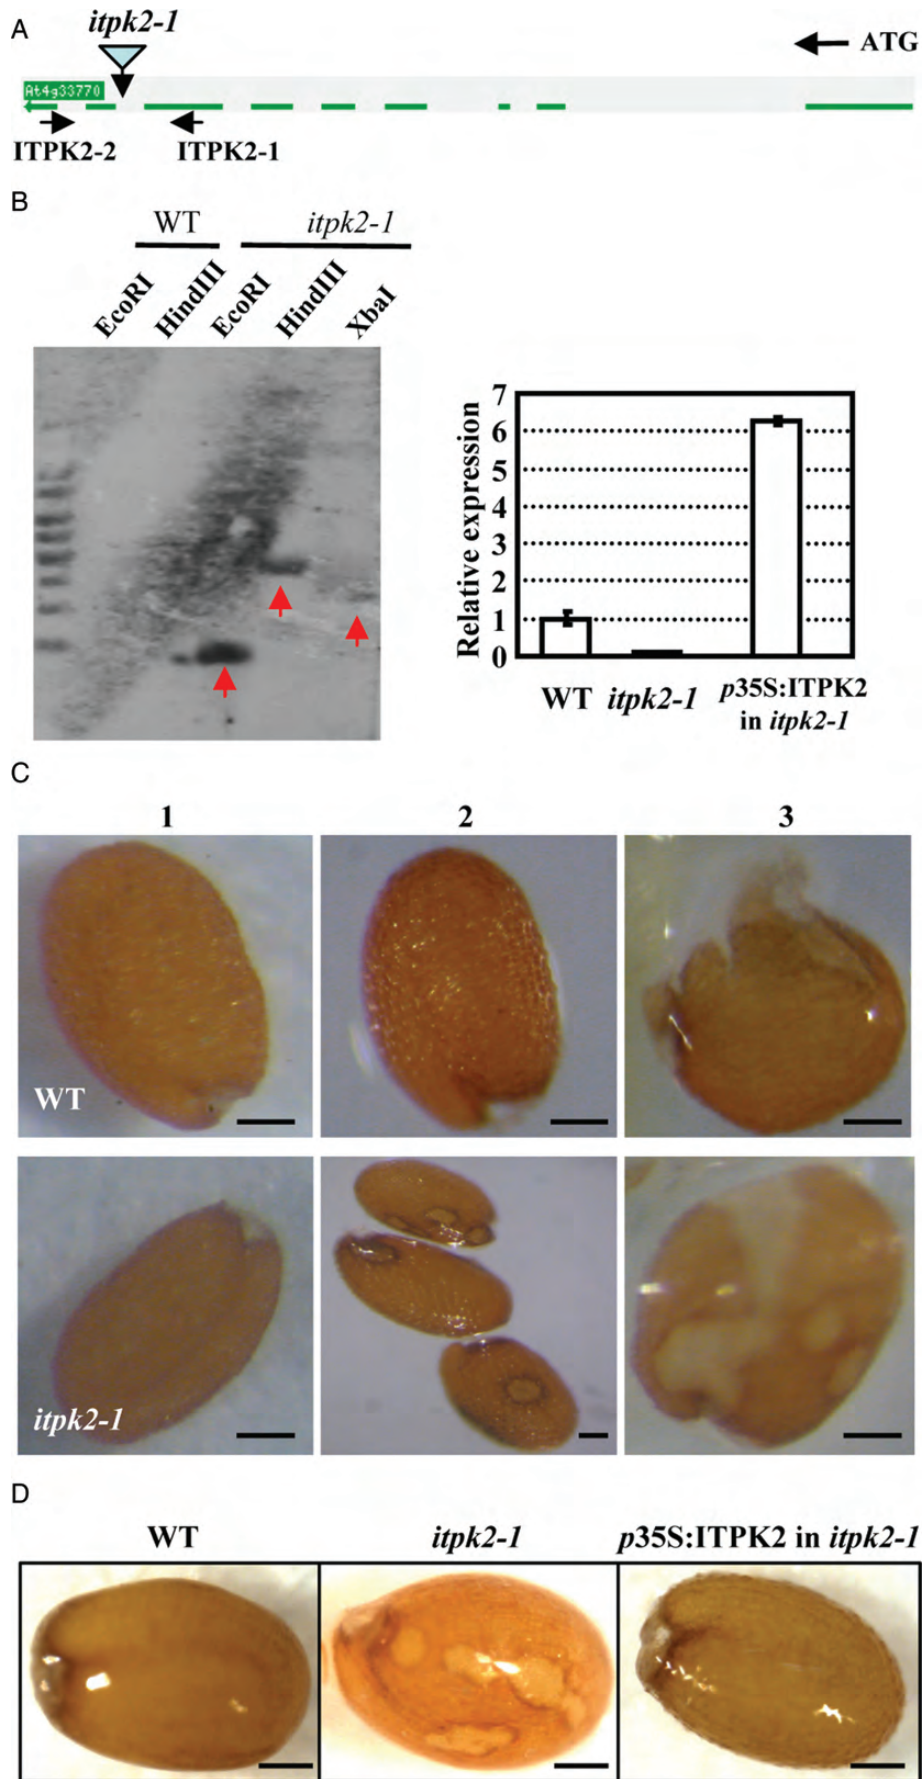 A
itpk2-1
ATG
At4g33770
ITPK2-2
ITPK2-1
B
WT
itpk2-1
EcoRI
HindIII
EcoRI
HindIII
XbaI
Relative expression
7
6
5
4
3
2
1
0
WT
itpk2-1
p35S:ITPK2
in itpk2-1
C
1
2
3
WT
itpk2-1
D
WT
itpk2-1
p35S:ITPK2 in itpk2-1